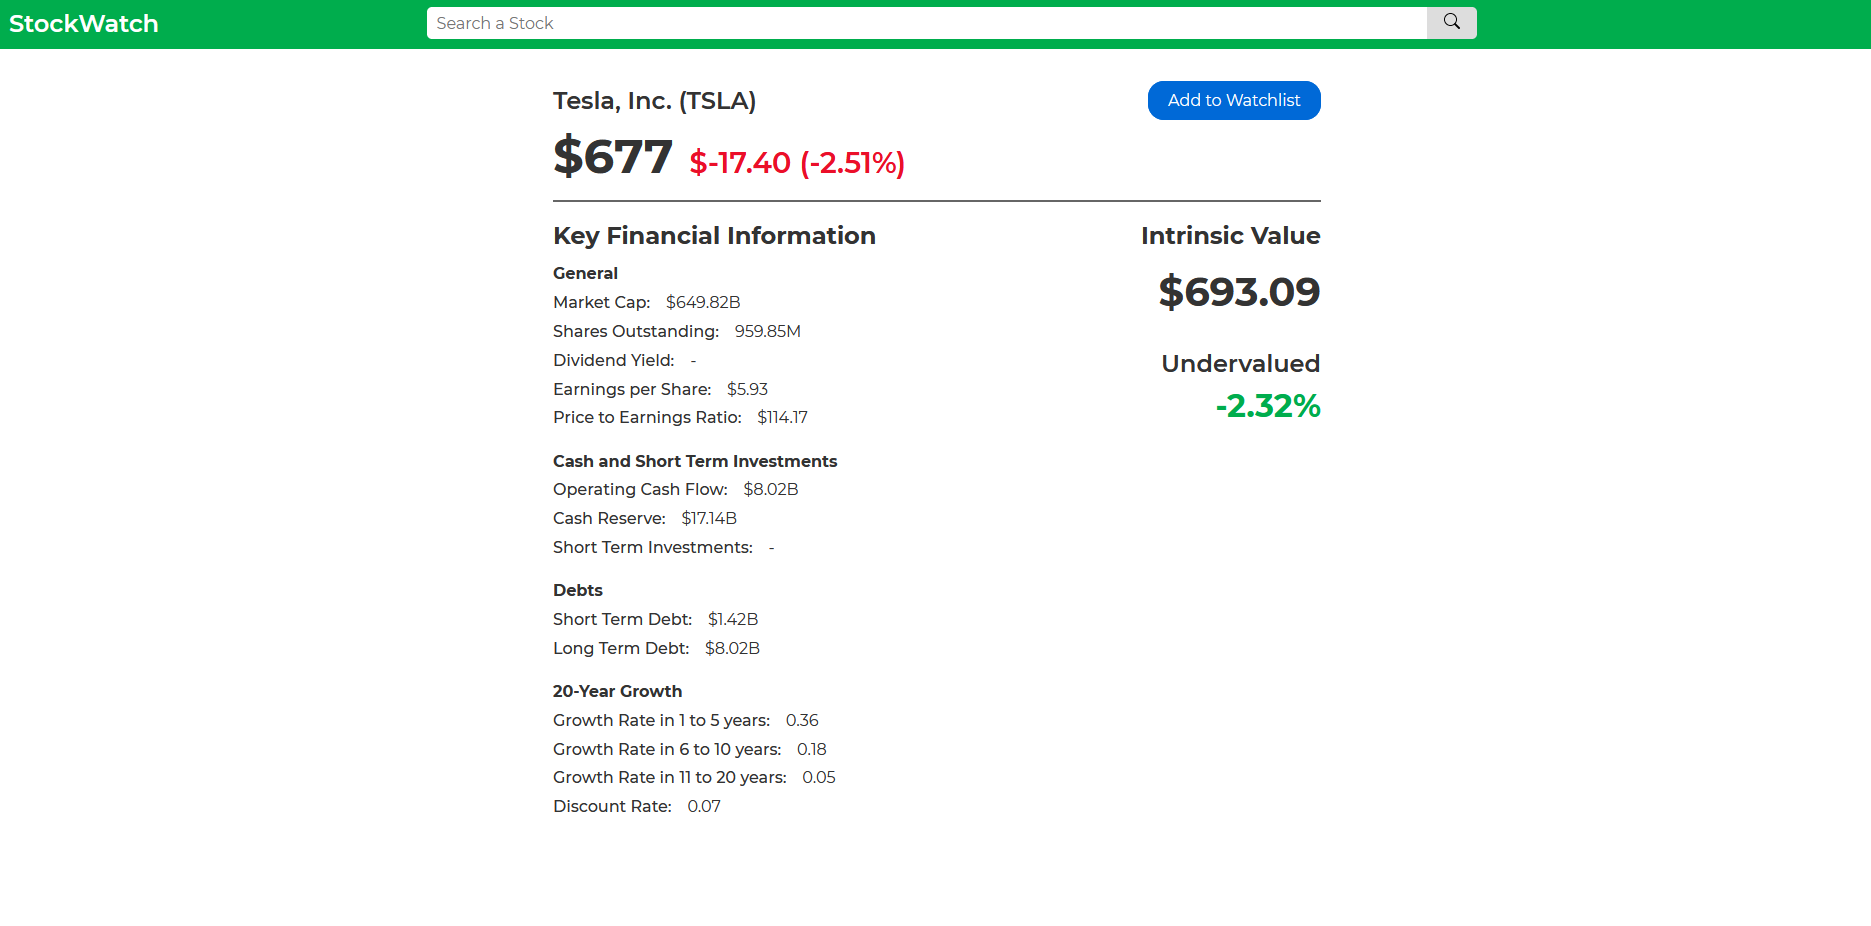 StockWatch
Search a Stock
Tesla, Inc. (TSLA)
Add to Watchlist
$677 $-17.40 (-2.51%)
Key Financial Information
General
Market Cap: $649.82B
Shares Outstanding: 959.85M
Dividend Yield: -
Earnings per Share: $5.93
Price to Earnings Ratio: $114.17
Cash and Short Term Investments
Operating Cash Flow: $8.02B
Cash Reserve: $17.14B
Short Term Investments: -
Debts
Short Term Debt: $1.42B
Long Term Debt: $8.02B
20-Year Growth
Growth Rate in 1 to 5 years: 0.36
Growth Rate in 6 to 10 years: 0.18
Growth Rate in 11 to 20 years: 0.05
Discount Rate: 0.07
Intrinsic Value
$693.09
Undervalued
-2.32%